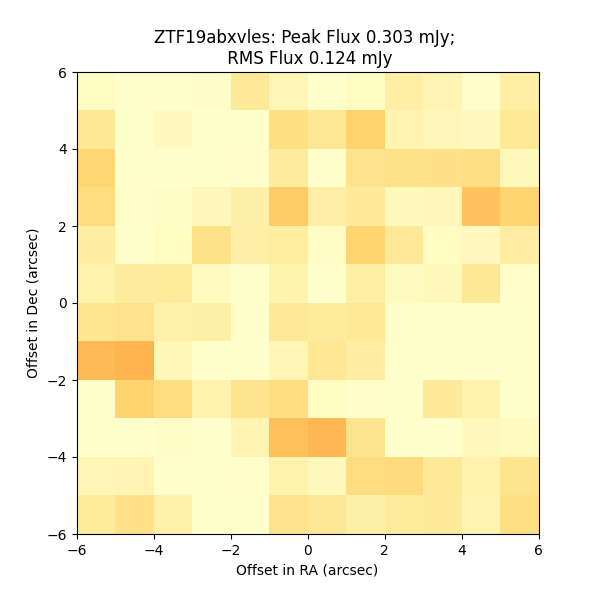 ZTF19abxvles: Peak Flux 0.303 mJy;
RMS Flux 0.124 mJy
6
4
2
0
−2
−4
−6
Offset in Dec (arcsec)
−6 −4 −2 0 2 4 6
Offset in RA (arcsec)